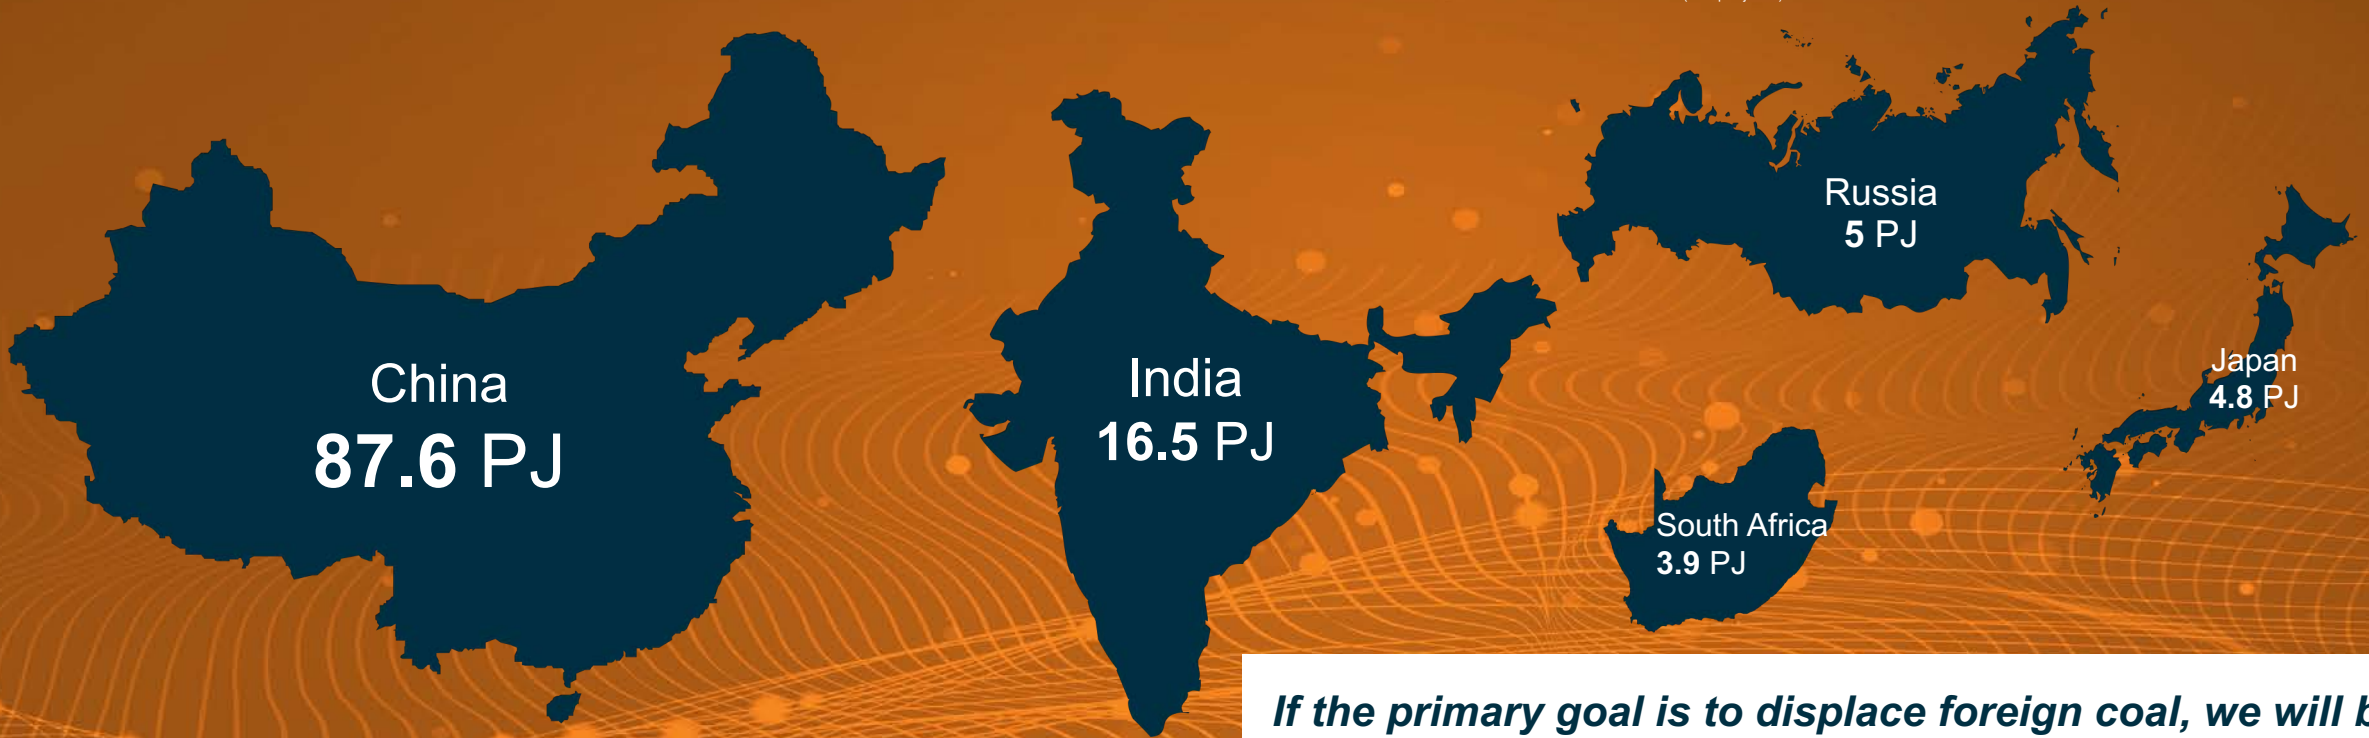 China
87.6 PJ
India
16.5 PJ
Russia
5 PJ
Japan
4.8 PJ
South Africa
3.9 PJ
If the primary goal is to displace foreign coal, we will